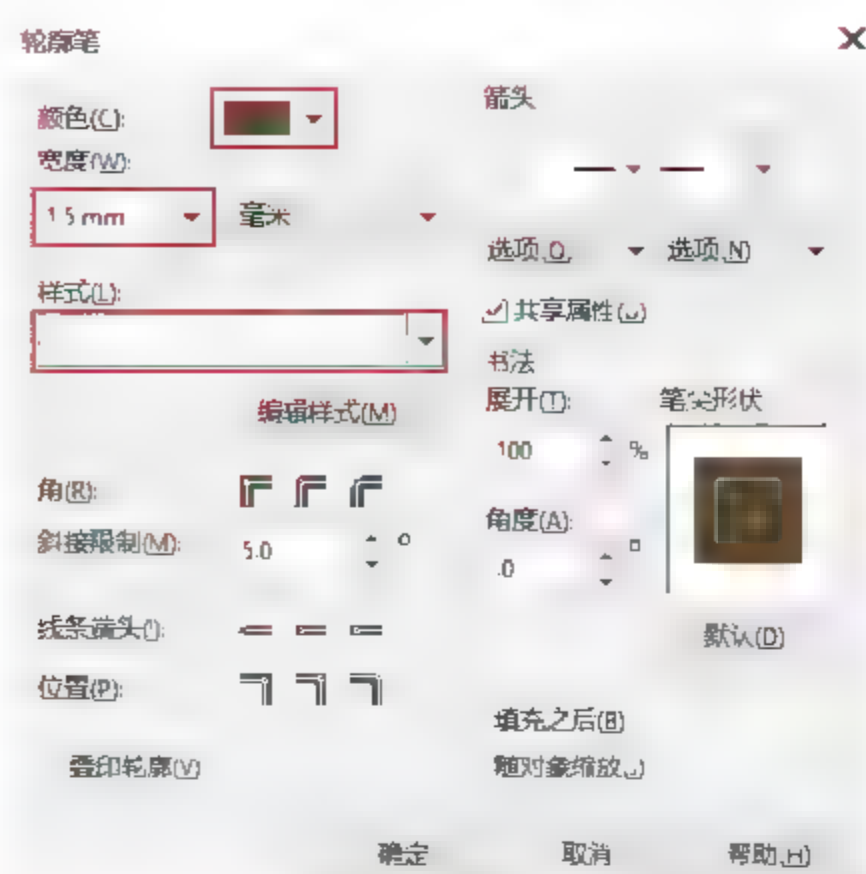 轮廓笔
颜色(C):
宽度(W):
1.5 mm 毫米
样式(L):
编辑样式(M)
角(R):
斜接限制(M):
5.0 °
线条端头(T):
位置(P):
叠印轮廓(V)
箭头
选项(O) 选项(N)
共享属性(S)
书法
展开(T): 笔尖形状
100 %
角度(A):
.0 °
默认(D)
填充之后(B)
随对象缩放(J)
确定 取消 帮助(H)